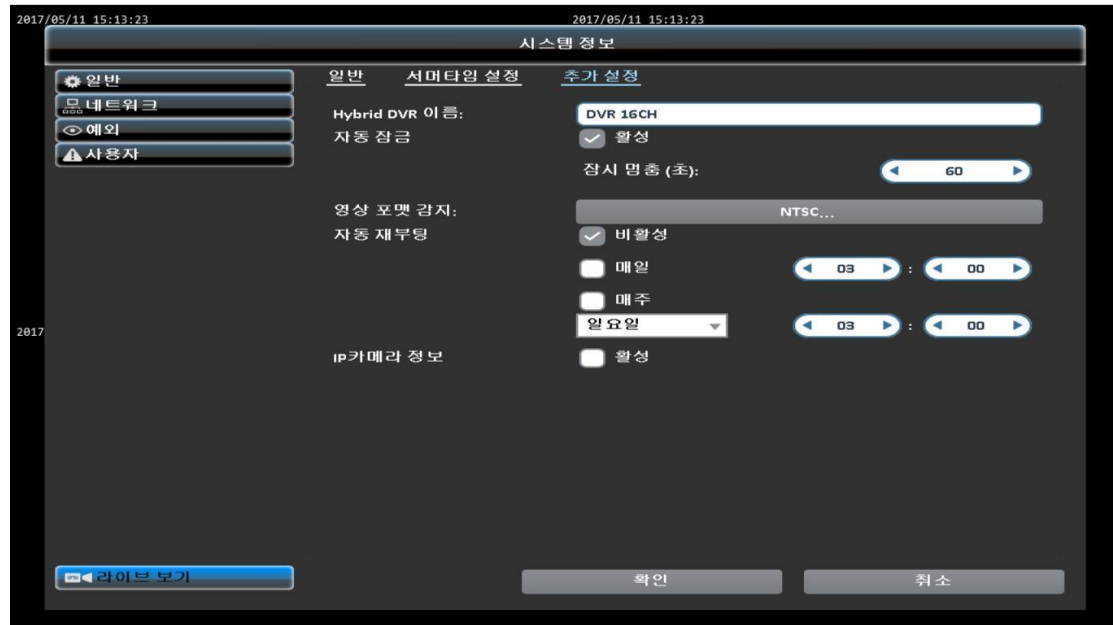 2017/05/11 15:13:23 2017/05/11 15:13:23
시스템 정보
일반 일반 서머타임 설정 추가 설정
네트워크
예외
사용자
Hybrid DVR 이름: DVR 16CH
자동 잠금 활성
잠시 멈춤 (초): 60
영상 포맷 감지: NTSC...
자동 재부팅 비활성
매일 03 : 00
매주
일요일 03 : 00
2017
IP카메라 정보 활성
라이브 보기 확인 취소